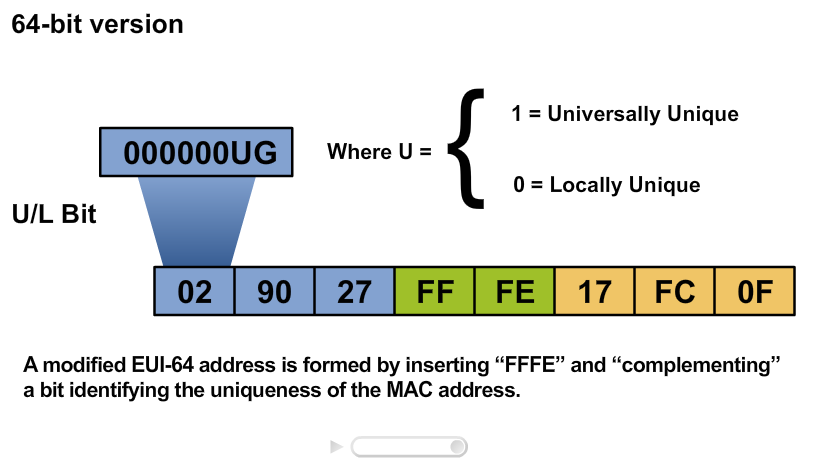 64-bit version
1 = Universally Unique
000000UG
Where U =
0 = Locally Unique
U/L Bit
02 90 27 FF FE 17 FC 0F
A modified EUI-64 address is formed by inserting “FFFE” and “complementing”
a bit identifying the uniqueness of the MAC address.